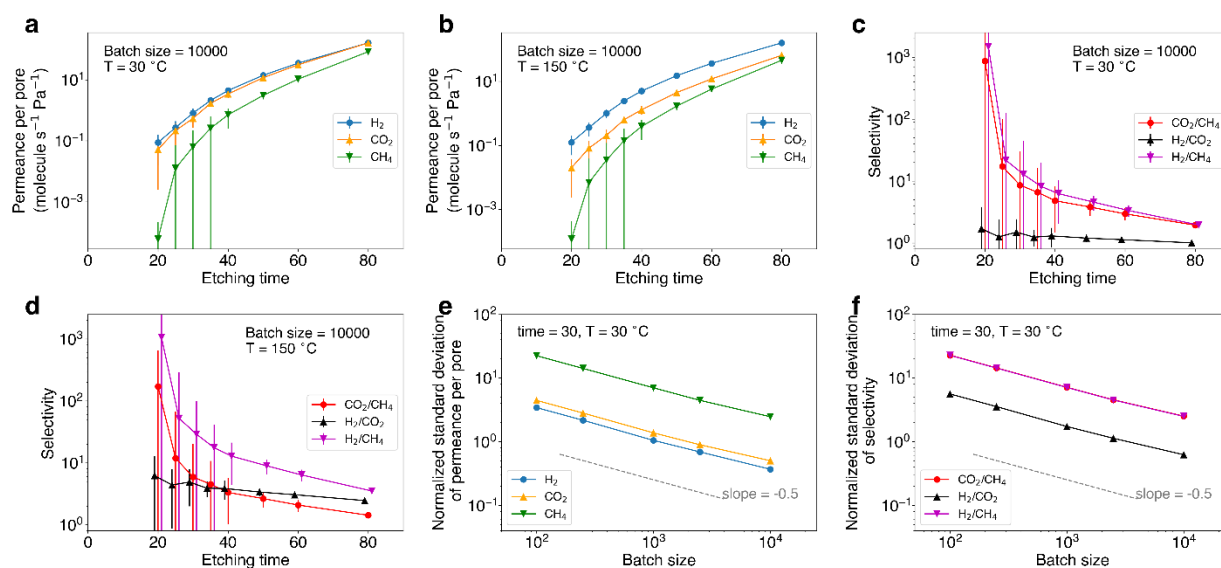 a
Permeance per pore
(molecule s⁻¹ Pa⁻¹)
10¹
10⁻¹
10⁻³
Batch size = 10000
T = 30 °C
H₂
CO₂
CH₄
0 20 40 60 80
Etching time
b
Permeance per pore
(molecule s⁻¹ Pa⁻¹)
10¹
10⁻¹
10⁻³
Batch size = 10000
T = 150 °C
H₂
CO₂
CH₄
0 20 40 60 80
Etching time
c
Selectivity
10³
10²
10¹
10⁰
Batch size = 10000
T = 30 °C
CO₂/CH₄
H₂/CO₂
H₂/CH₄
0 20 40 60 80
Etching time
d
Selectivity
10³
10²
10¹
10⁰
Batch size = 10000
T = 150 °C
CO₂/CH₄
H₂/CO₂
H₂/CH₄
0 20 40 60 80
Etching time
e
Normalized standard deviation
of permeance per pore
10²
10¹
10⁰
10⁻¹
time = 30, T = 30 °C
H₂
CO₂
CH₄
slope = -0.5
10² 10³ 10⁴
Batch size
f
Normalized standard deviation
of selectivity
10²
10¹
10⁰
10⁻¹
time = 30, T = 30 °C
CO₂/CH₄
H₂/CO₂
H₂/CH₄
slope = -0.5
10² 10³ 10⁴
Batch size